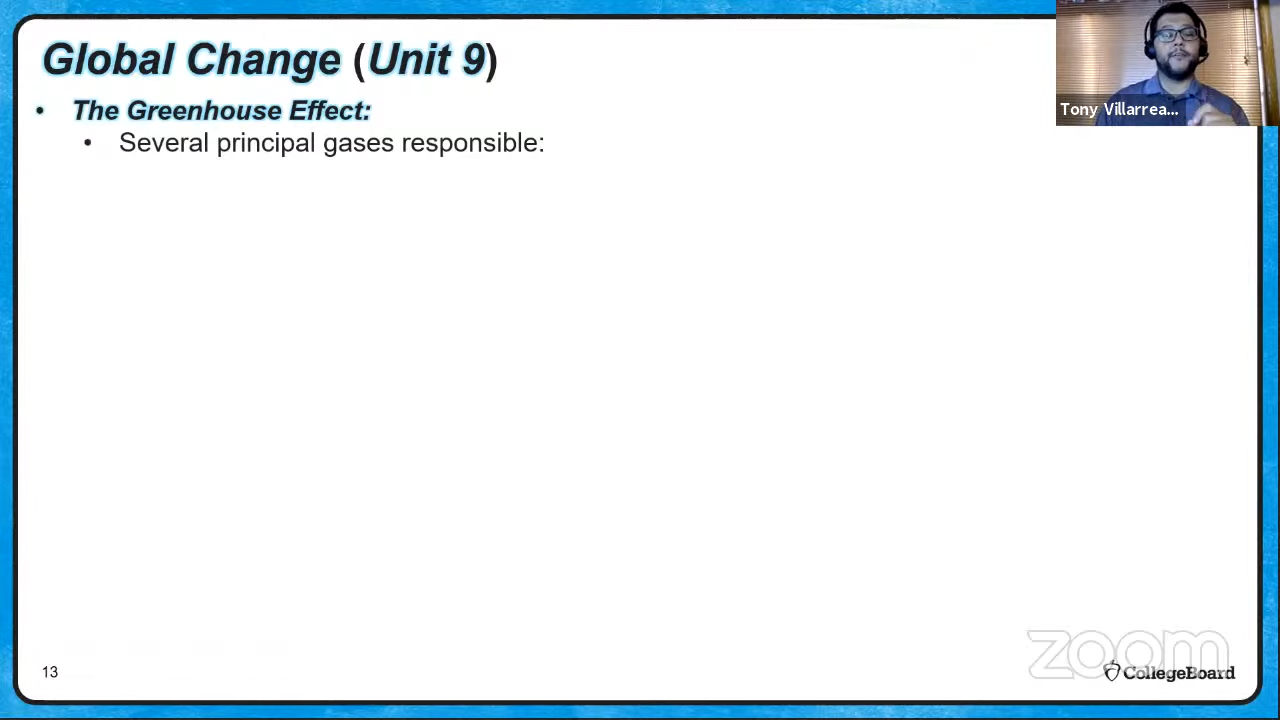 Global Change (Unit 9)
• The Greenhouse Effect:
• Several principal gases responsible:
Tony Villarrea...
13
zoom
CollegeBoard